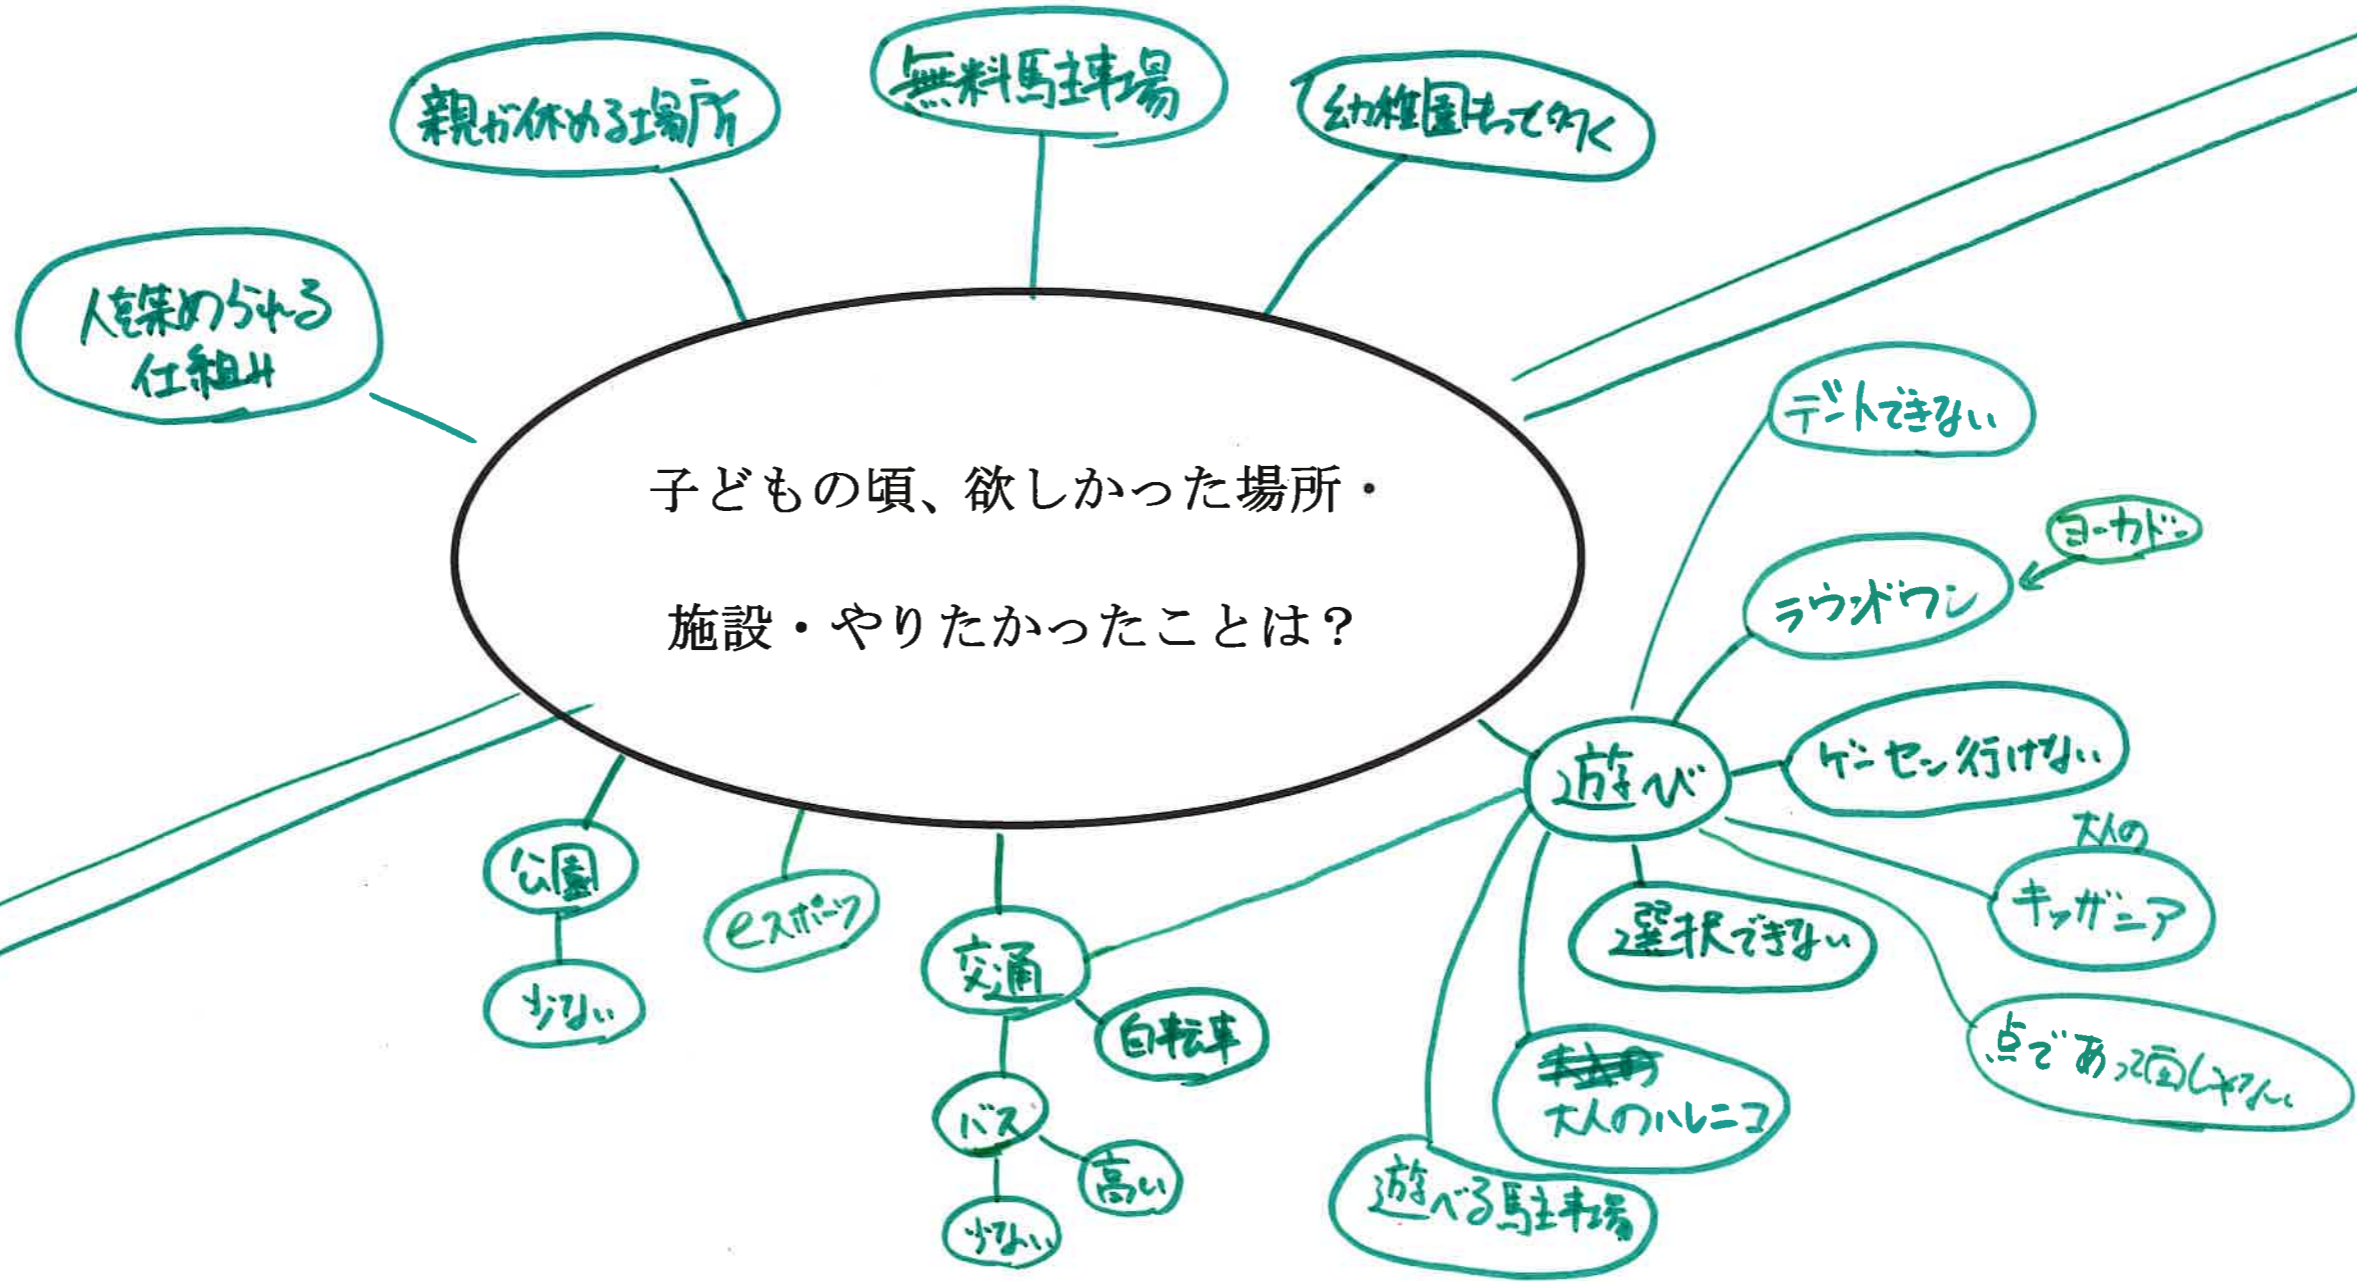 親が休める場所
無料駐車場
幼稚園もっと多く
人を集められる
仕組み
子どもの頃、欲しかった場所・
施設・やりたかったことは？
デートできない
ヨーカドー
ラウンドワン
遊び
ゲーセン行けない
大人の
キッザニア
選択できない
点であって面じゃない
大人のハレニコ
遊べる駐車場
公園
少ない
eスポーツ
交通
自転車
バス
高い
少ない